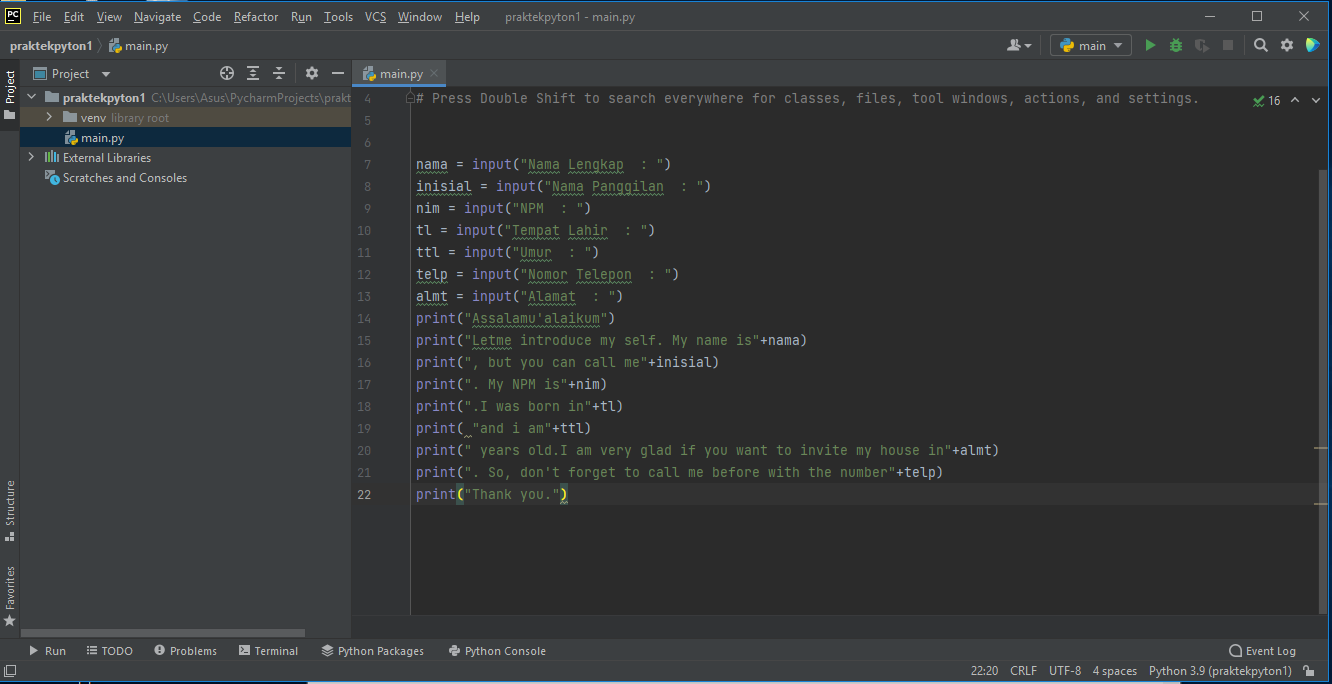 PC File Edit View Navigate Code Refactor Run Tools VCS Window Help praktekpyton1 - main.py
praktekpyton1 main.py
main
Project
Project
main.py
praktekpyton1 C:\Users\Asus\PycharmProjects\prakt
venv library root
main.py
External Libraries
Scratches and Consoles
16
4 # Press Double Shift to search everywhere for classes, files, tool windows, actions, and settings.
5
6
7 nama = input("Nama Lengkap  : ")
8 inisial = input("Nama Panggilan  : ")
9 nim = input("NPM  : ")
10 tl = input("Tempat Lahir  : ")
11 ttl = input("Umur  : ")
12 telp = input("Nomor Telepon  : ")
13 almt = input("Alamat  : ")
14 print("Assalamu'alaikum")
15 print("Letme introduce my self. My name is"+nama)
16 print(", but you can call me"+inisial)
17 print(". My NPM is"+nim)
18 print(".I was born in"+tl)
19 print( "and i am"+ttl)
20 print(" years old.I am very glad if you want to invite my house in"+almt)
21 print(". So, don't forget to call me before with the number"+telp)
22 print("Thank you.")
Structure
Favorites
Run TODO Problems Terminal Python Packages Python Console Event Log
22:20 CRLF UTF-8 4 spaces Python 3.9 (praktekpyton1)